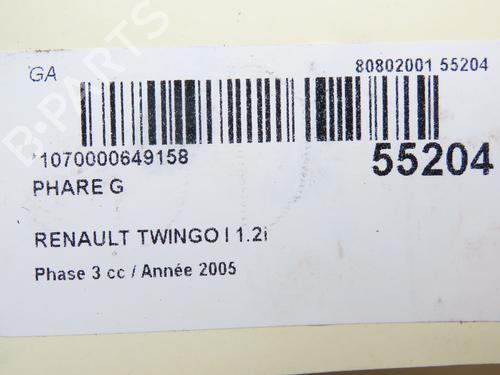 GA
80802001 55204
*1070000649158
55204
PHARE G
RENAULT TWINGO I 1.2i
Phase 3 cc / Année 2005
B-PARTS